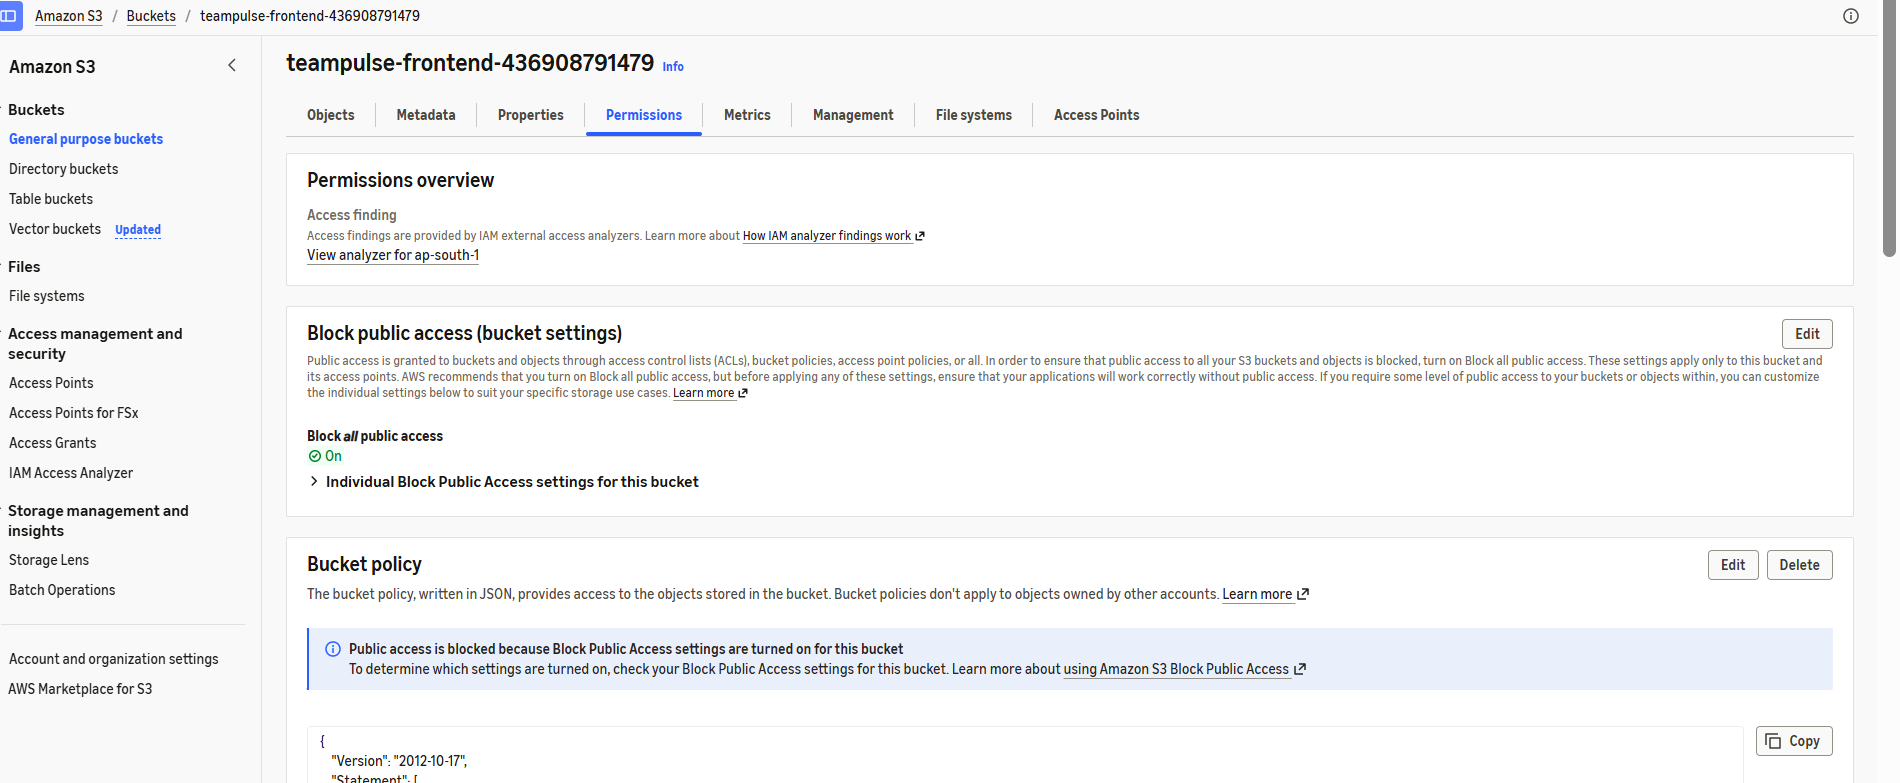 Amazon S3 / Buckets / teampulse-frontend-436908791479
Amazon S3
Buckets
General purpose buckets
Directory buckets
Table buckets
Vector buckets Updated
Files
File systems
Access management and
security
Access Points
Access Points for FSx
Access Grants
IAM Access Analyzer
Storage management and
insights
Storage Lens
Batch Operations
Account and organization settings
AWS Marketplace for S3
teampulse-frontend-436908791479 Info
Objects Metadata Properties Permissions Metrics Management File systems Access Points
Permissions overview
Access finding
Access findings are provided by IAM external access analyzers. Learn more about How IAM analyzer findings work
View analyzer for ap-south-1
Block public access (bucket settings) Edit
Public access is granted to buckets and objects through access control lists (ACLs), bucket policies, access point policies, or all. In order to ensure that public access to all your S3 buckets and objects is blocked, turn on Block all public access. These settings apply only to this bucket and
its access points. AWS recommends that you turn on Block all public access, but before applying any of these settings, ensure that your applications will work correctly without public access. If you require some level of public access to your buckets or objects within, you can customize
the individual settings below to suit your specific storage use cases. Learn more
Block all public access
On
Individual Block Public Access settings for this bucket
Bucket policy Edit Delete
The bucket policy, written in JSON, provides access to the objects stored in the bucket. Bucket policies don't apply to objects owned by other accounts. Learn more
Public access is blocked because Block Public Access settings are turned on for this bucket
To determine which settings are turned on, check your Block Public Access settings for this bucket. Learn more about using Amazon S3 Block Public Access
{ Copy
"Version": "2012-10-17",
"Statement": [